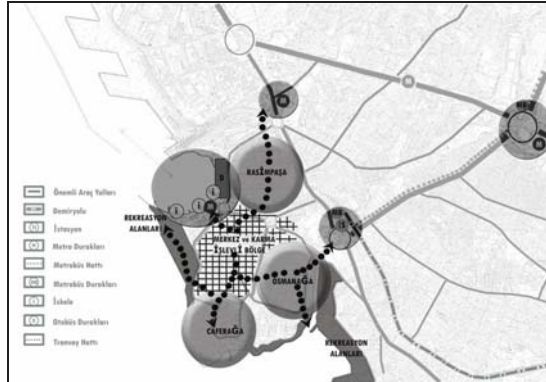 RASIMPAŞA
REKREASYON
ALANLARI
MERKEZ ve KARMA
İŞLEVLİ BÖLGE
OSMANAĞA
CAFERAĞA
REKREASYON
ALANLARI
Önemli Araç Yolları
Demiryolu
İstasyon
Metro Durakları
Metrobüs Hattı
Metrobüs Durakları
İskele
Otobüs Durakları
Tramvay Hattı